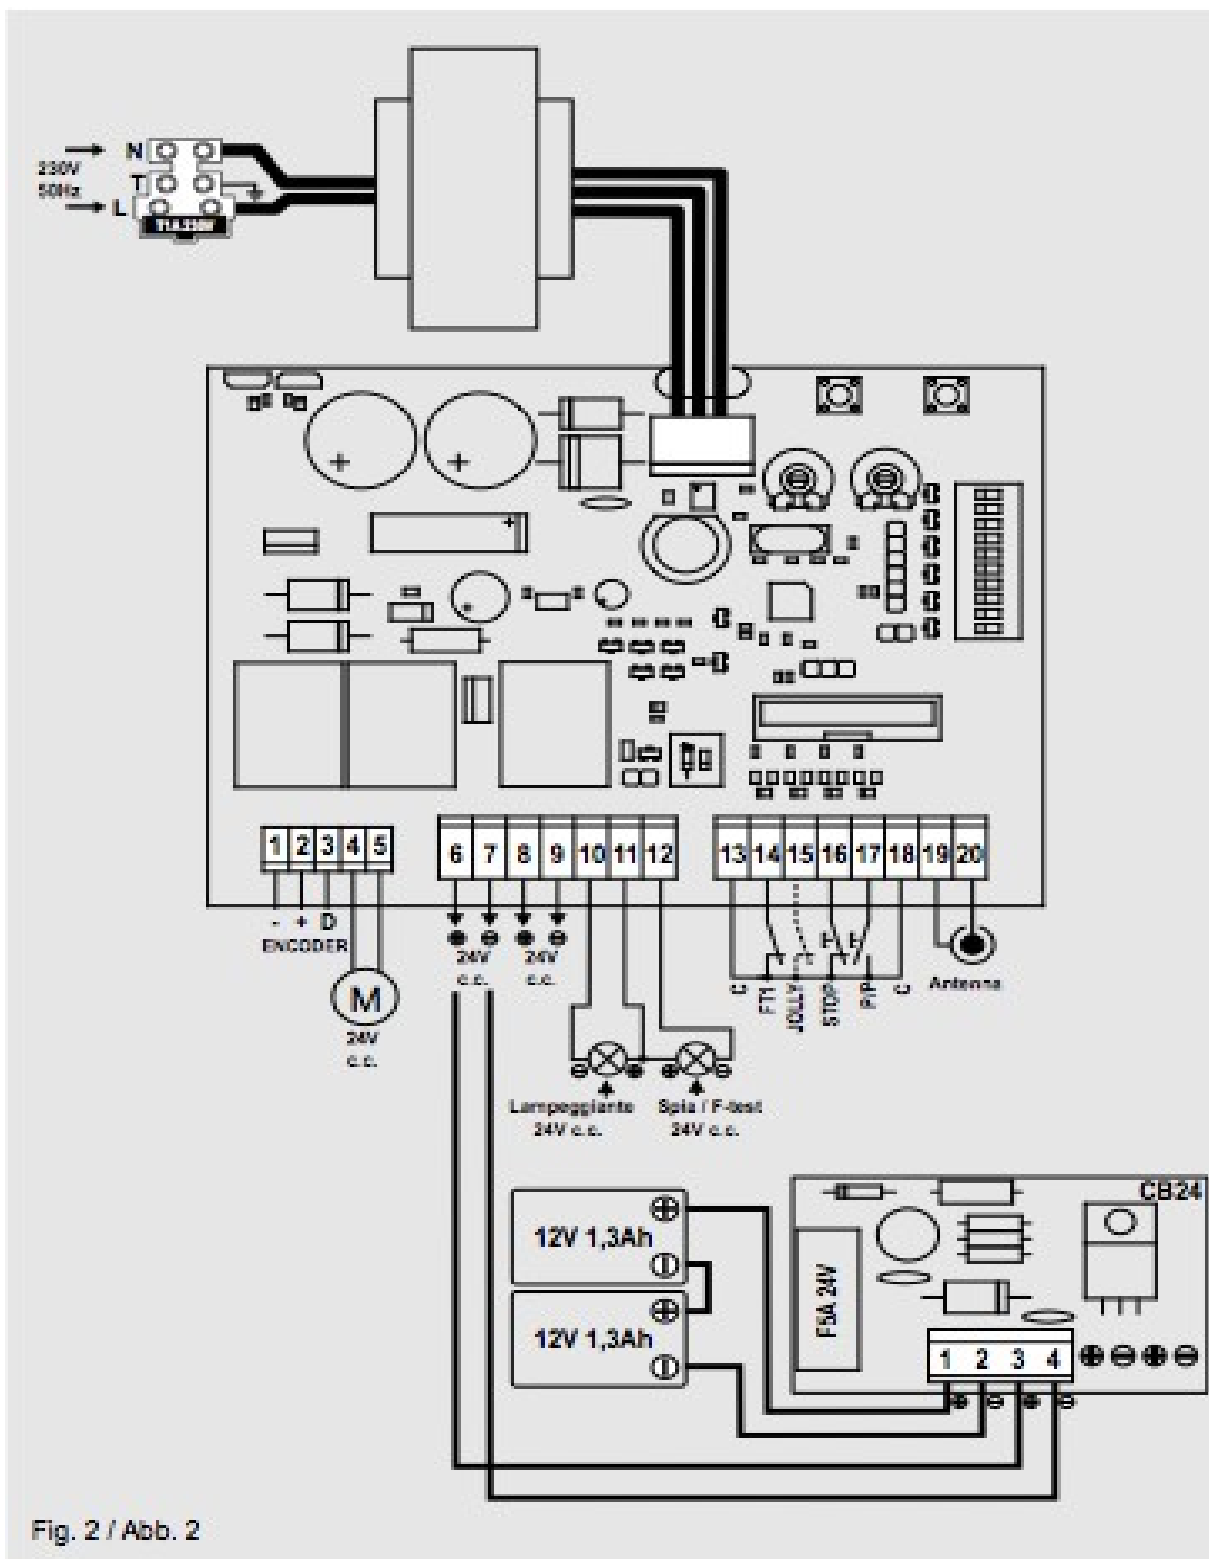 N
230V
50Hz
T
L
1 2 3 4 5
6 7 8 9 10 11 12
13 14 15 16 17 18 19 20
- + D
ENCODER
M
24V
c.c.
24V
c.c.
24V
c.c.
C
FT1
JOLLY
STOP
P/P
C
Antenna
Lampeggiante
24V c.c.
Spia / F-test
24V c.c.
12V 1,3Ah
12V 1,3Ah
CB24
F5A 24V
1 2 3 4
Fig. 2 / Abb. 2